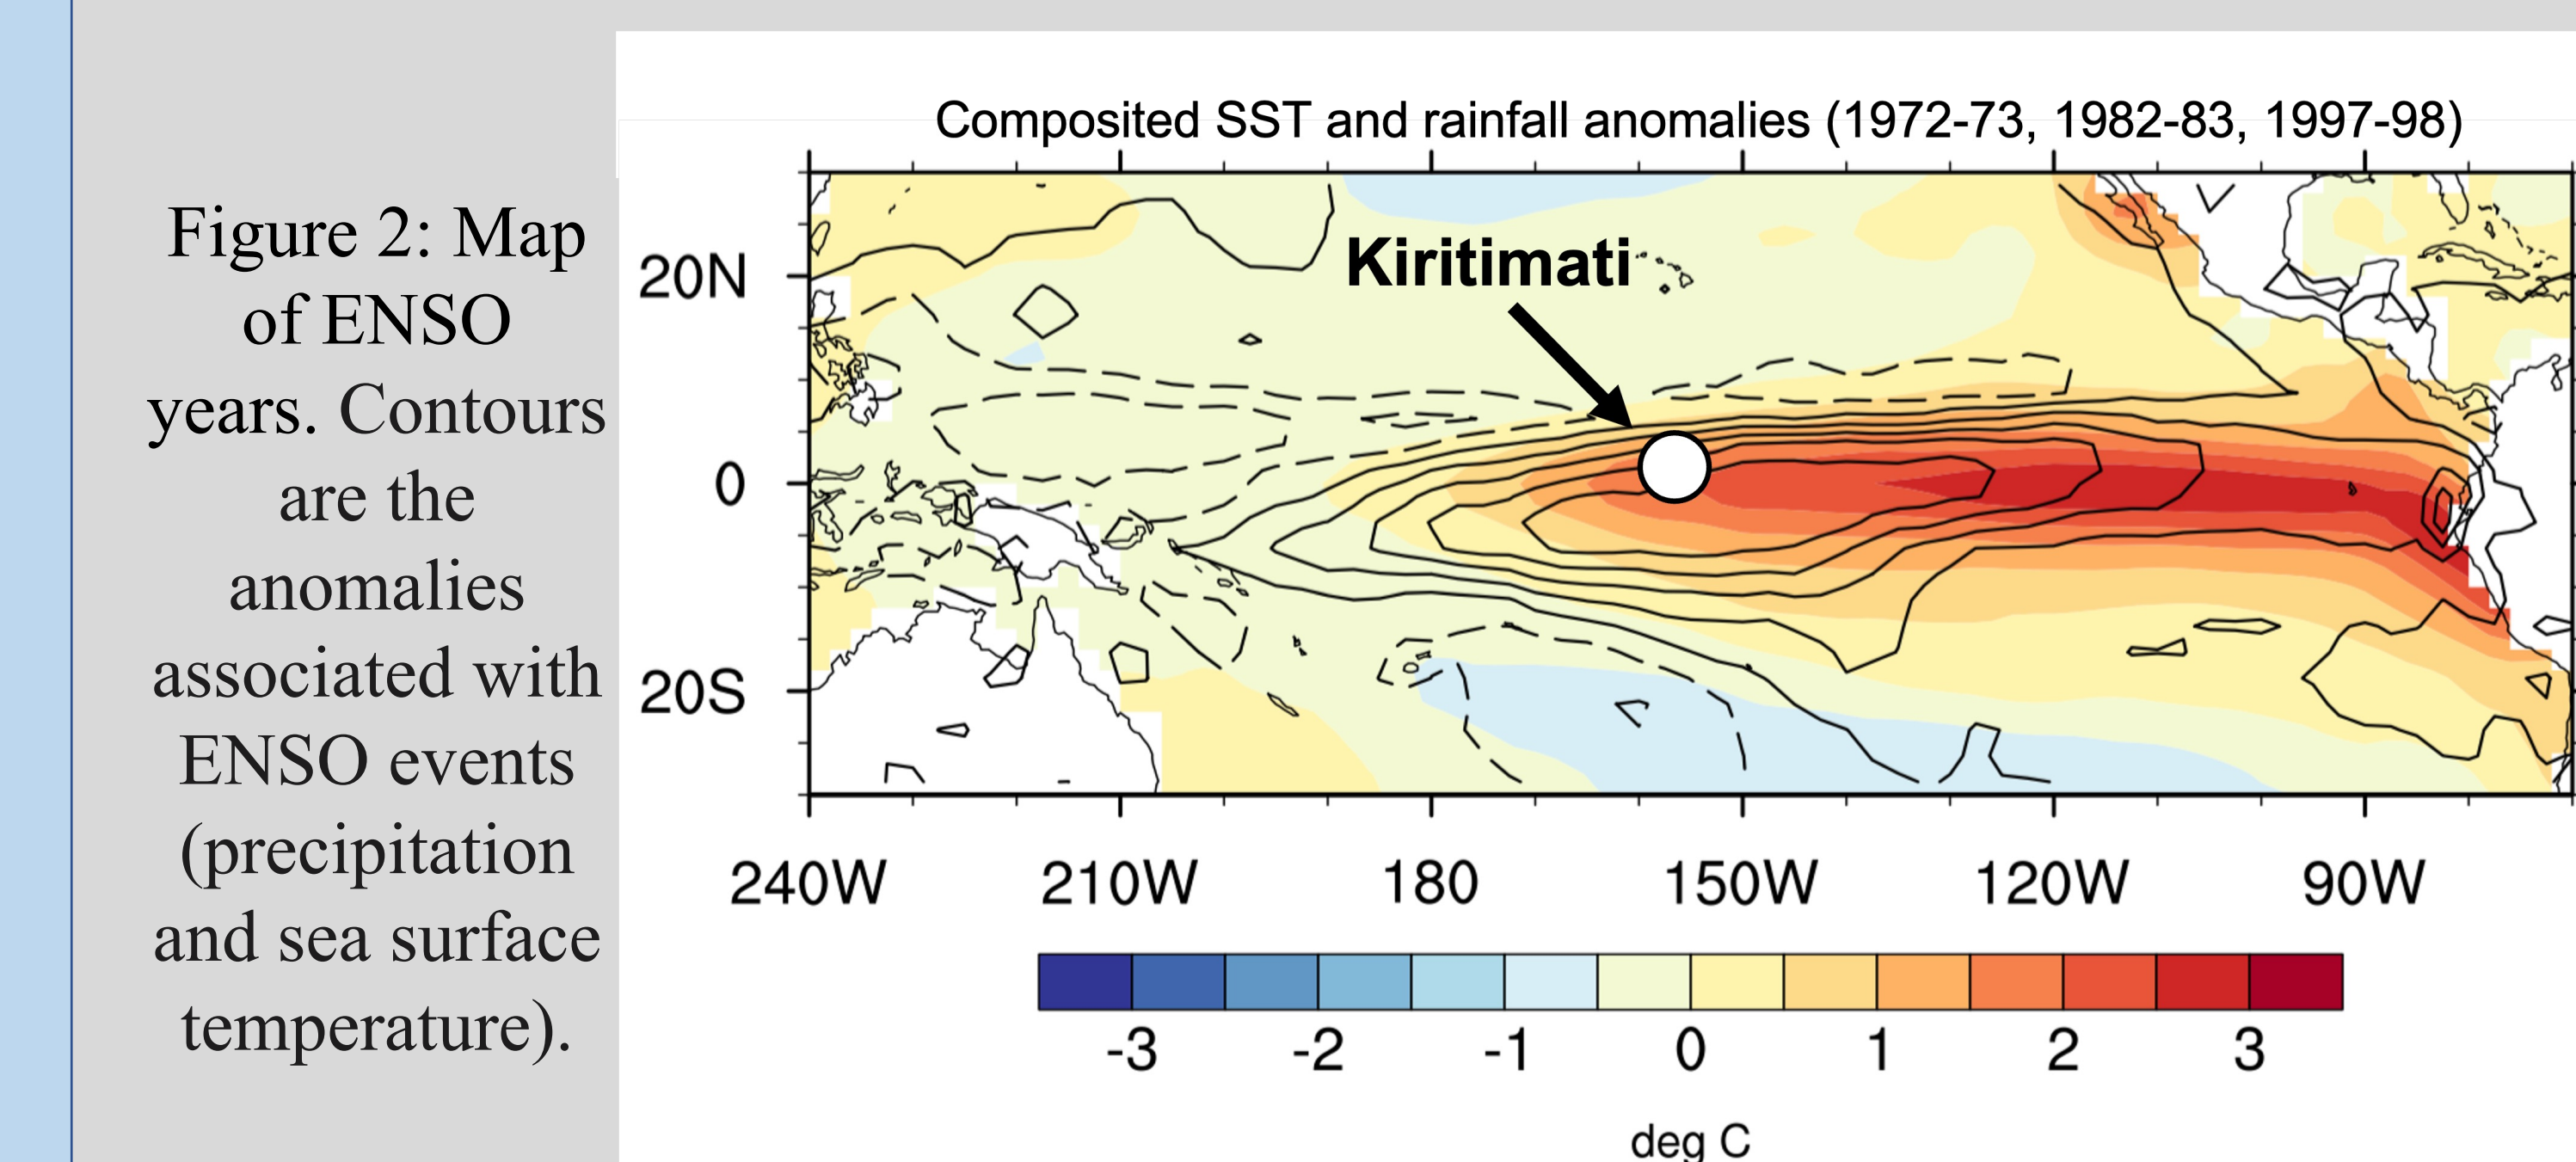 Figure 2: Map
of ENSO
years. Contours
are the
anomalies
associated with
ENSO events
(precipitation
and sea surface
temperature).
Composited SST and rainfall anomalies (1972-73, 1982-83, 1997-98)
Kiritimati
20N
0
20S
240W 210W 180 150W 120W 90W
-3 -2 -1 0 1 2 3
deg C